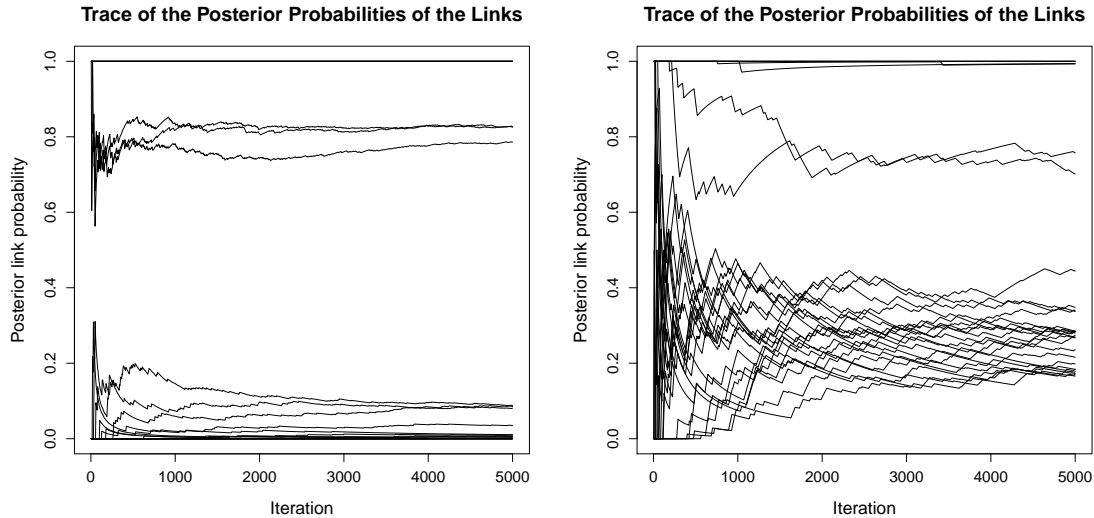 Trace of the Posterior Probabilities of the Links
Posterior link probability
1.0
0.8
0.6
0.4
0.2
0.0
0 1000 2000 3000 4000 5000
Iteration
Trace of the Posterior Probabilities of the Links
Posterior link probability
1.0
0.8
0.6
0.4
0.2
0.0
0 1000 2000 3000 4000 5000
Iteration